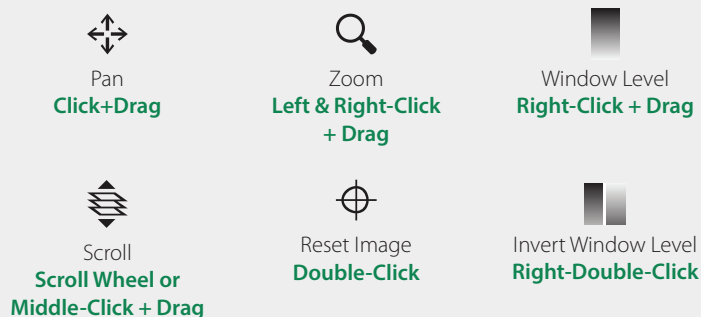 Pan
Click+Drag
Zoom
Left & Right-Click
+ Drag
Window Level
Right-Click + Drag
Scroll
Scroll Wheel or
Middle-Click + Drag
Reset Image
Double-Click
Invert Window Level
Right-Double-Click